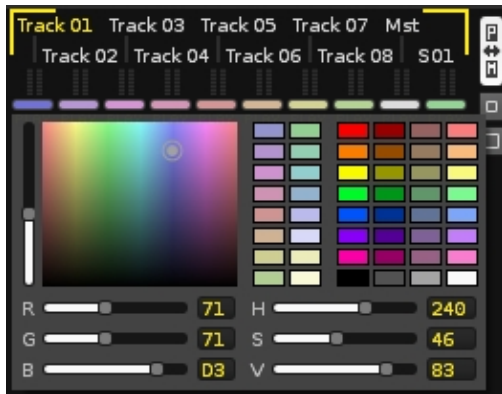 Track 01 Track 03 Track 05 Track 07 Mst
Track 02 Track 04 Track 06 Track 08 S01
P
M
R 71 H 240
G 71 S 46
B D3 V 83